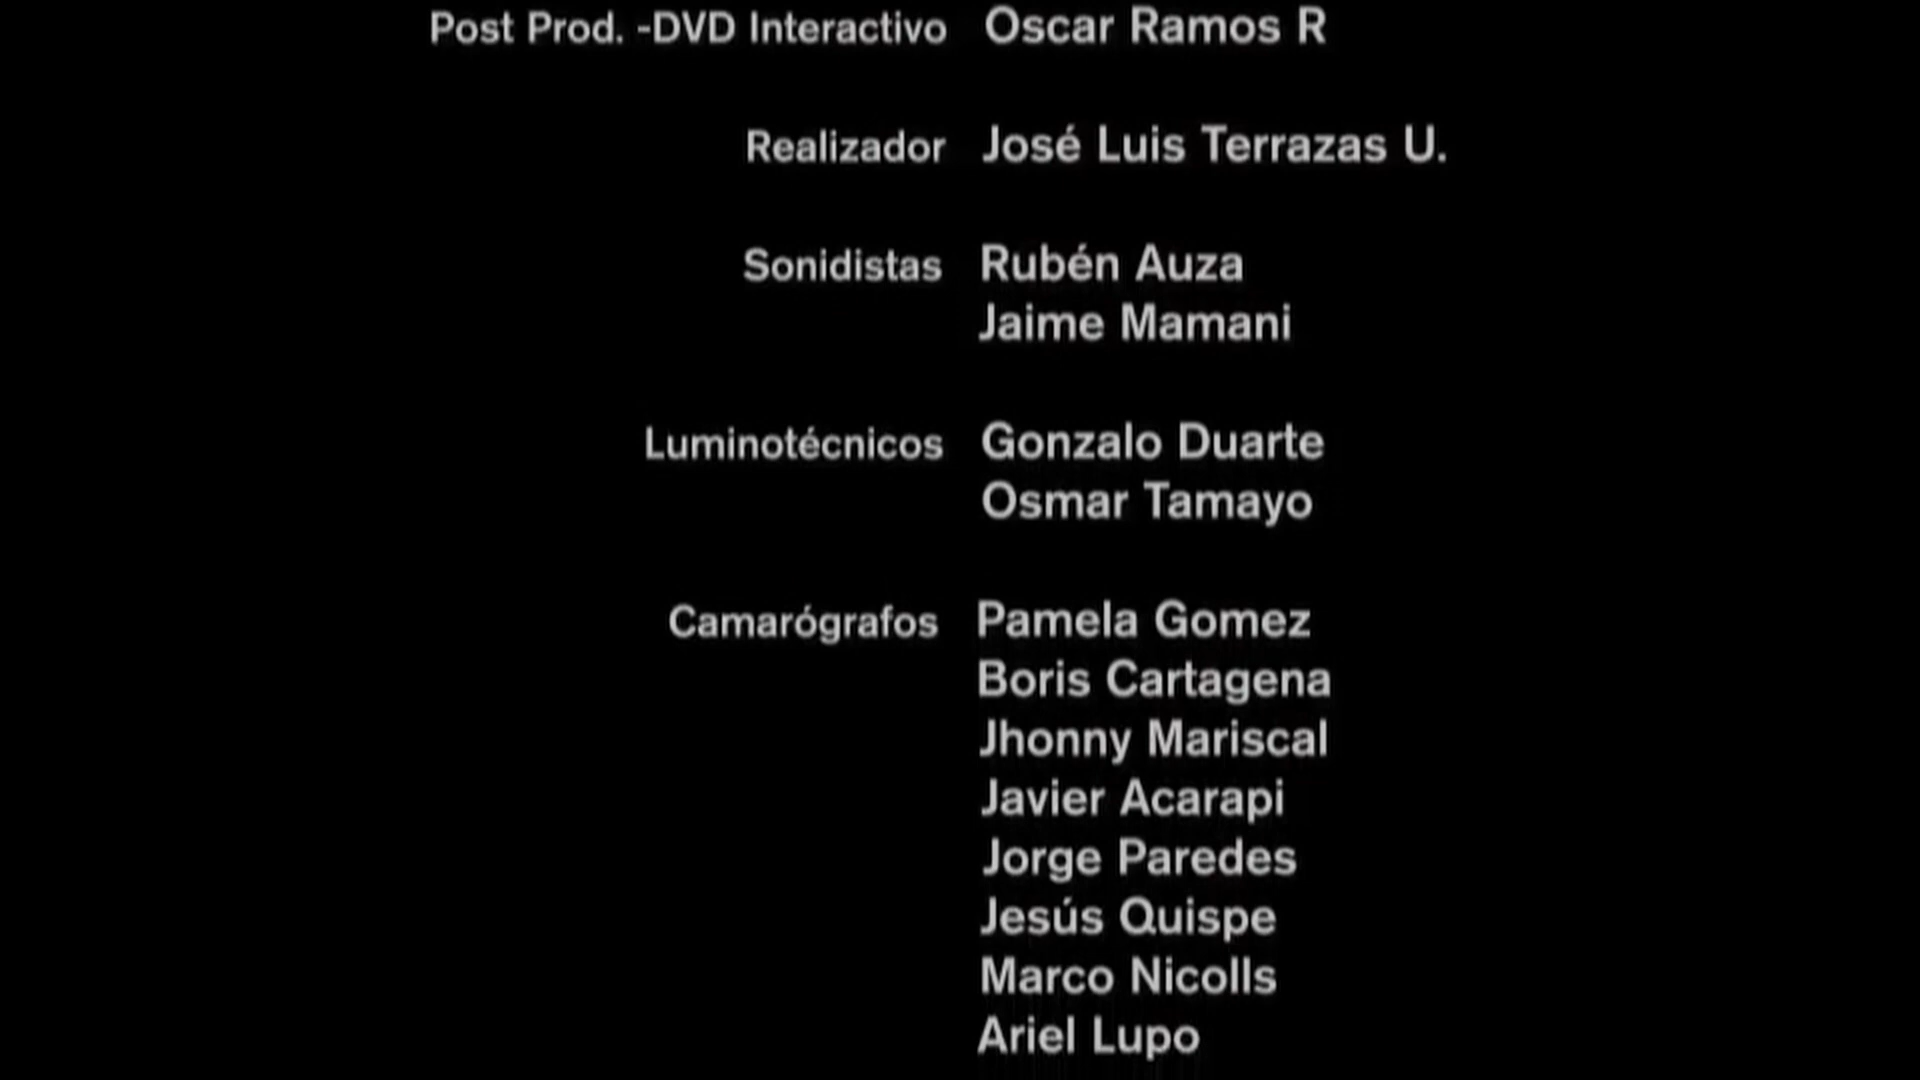 Post Prod. -DVD Interactivo Oscar Ramos R
Realizador José Luis Terrazas U.
Sonidistas Rubén Auza
Jaime Mamani
Luminotécnicos Gonzalo Duarte
Osmar Tamayo
Camarógrafos Pamela Gomez
Boris Cartagena
Jhonny Mariscal
Javier Acarapi
Jorge Paredes
Jesús Quispe
Marco Nicolls
Ariel Lupo